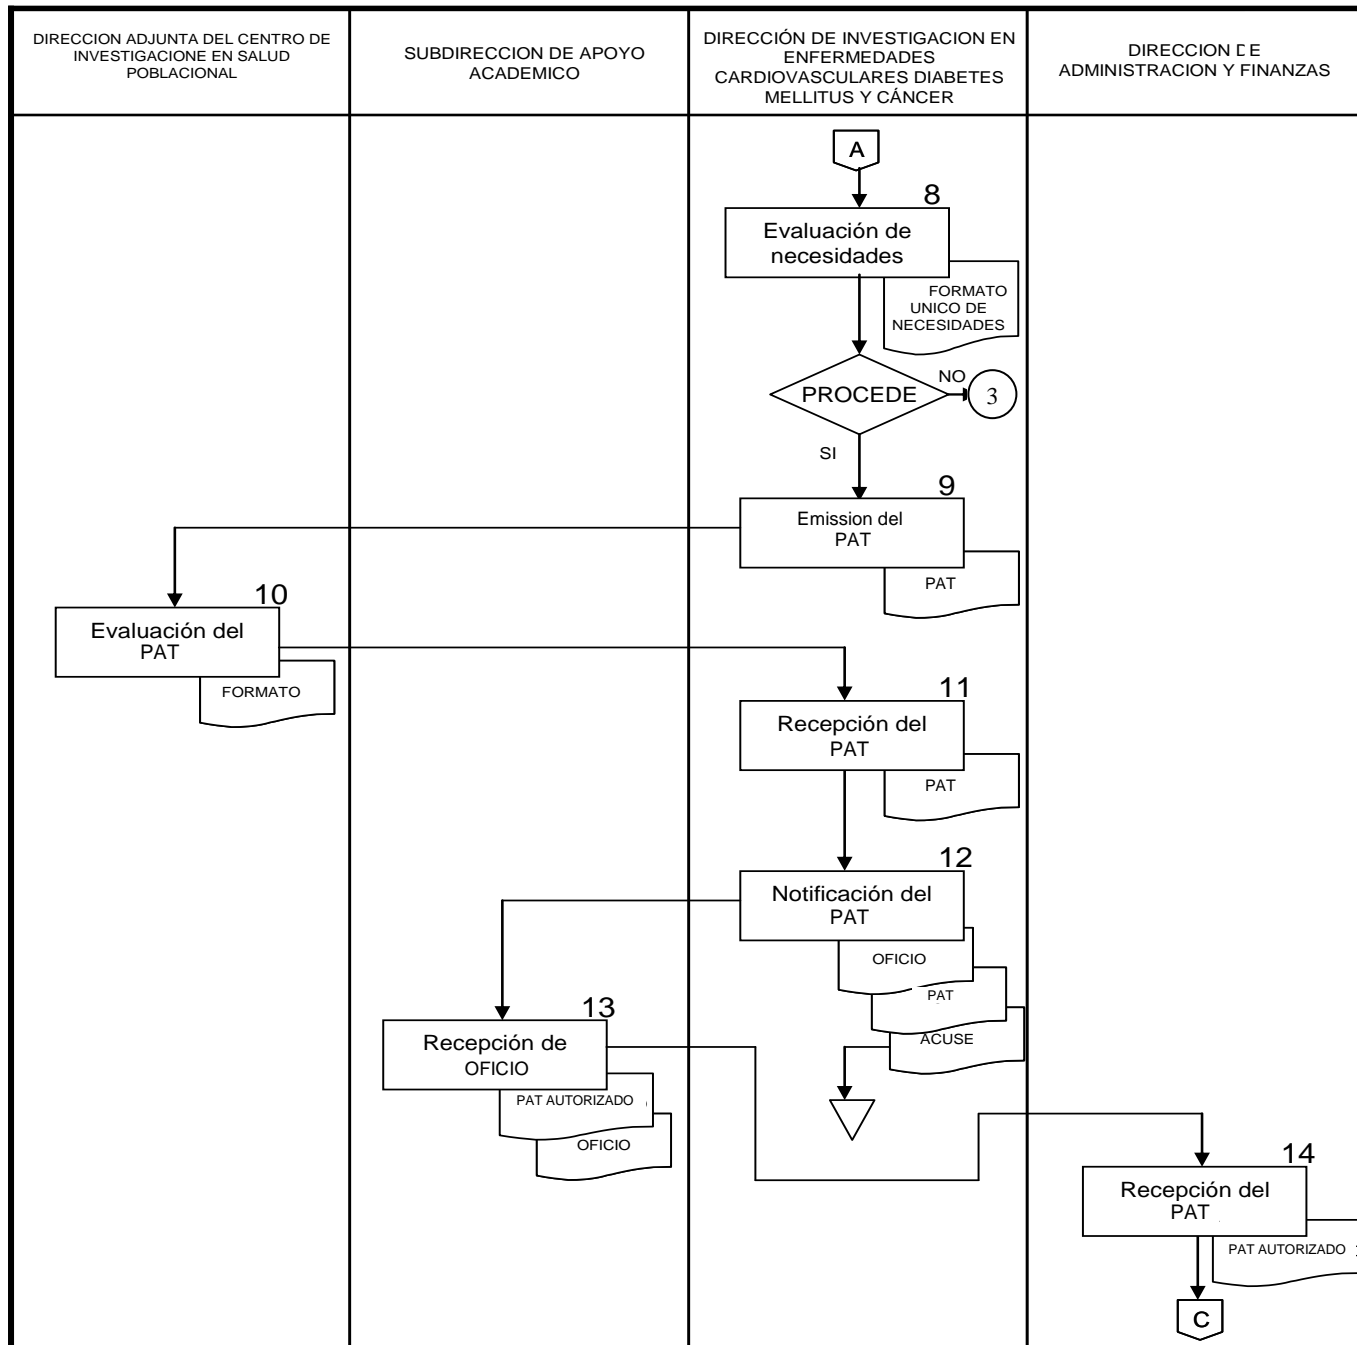 DIRECCION ADJUNTA DEL CENTRO DE
INVESTIGACIONE EN SALUD
POBLACIONAL
SUBDIRECCION DE APOYO
ACADEMICO
DIRECCIÓN DE INVESTIGACION EN
ENFERMEDADES
CARDIOVASCULARES DIABETES
MELLITUS Y CÁNCER
DIRECCION DE
ADMINISTRACION Y FINANZAS
A
8
Evaluación de
necesidades
FORMATO
UNICO DE
NECESIDADES
PROCEDE
NO
3
SI
9
Emission del
PAT
PAT
10
Evaluación del
PAT
FORMATO
11
Recepción del
PAT
PAT
12
Notificación del
PAT
OFICIO
PAT
ACUSE
13
Recepción de
OFICIO
PAT AUTORIZADO
OFICIO
14
Recepción del
PAT
PAT AUTORIZADO
C